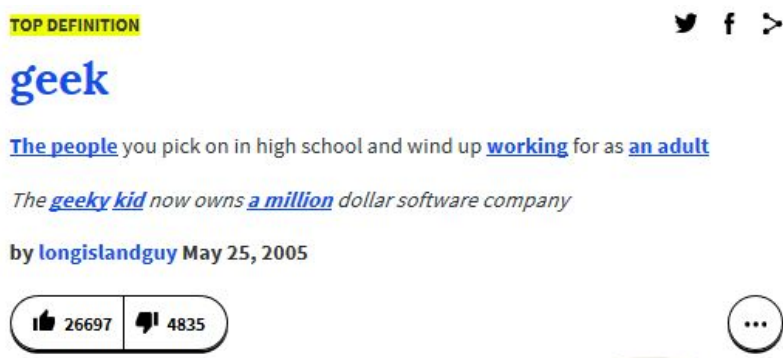 TOP DEFINITION
geek
The people you pick on in high school and wind up working for as an adult
The geeky kid now owns a million dollar software company
by longislandguy May 25, 2005
26697 4835